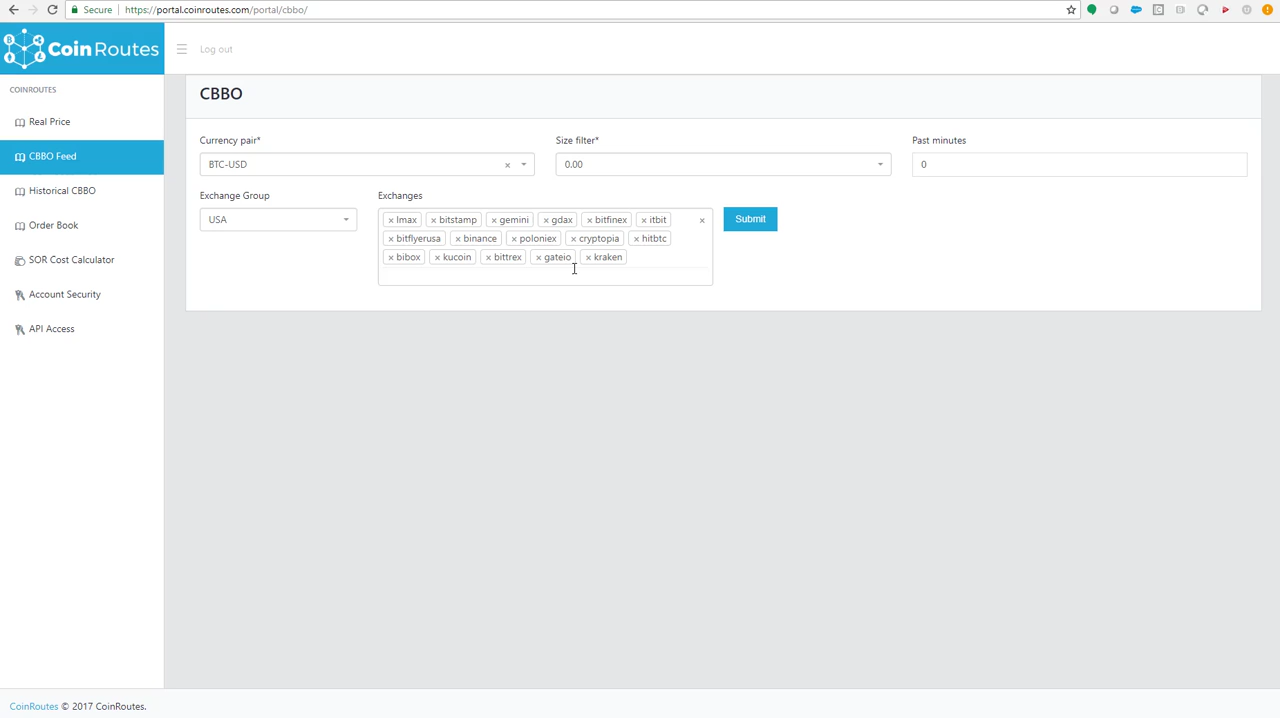 Secure
https://portal.coinroutes.com/portal/cbbo/
CoinRoutes
Log out
COINROUTES
Real Price
CBBO Feed
Historical CBBO
Order Book
SOR Cost Calculator
Account Security
API Access
CBBO
Currency pair* Size filter* Past minutes
BTC-USD × 0.00 0
Exchange Group Exchanges
USA × lmax × bitstamp × gemini × gdax × bitfinex × itbit × Submit
× bitflyerusa × binance × poloniex × cryptopia × hitbtc
× bibox × kucoin × bittrex × gateio × kraken
CoinRoutes © 2017 CoinRoutes.